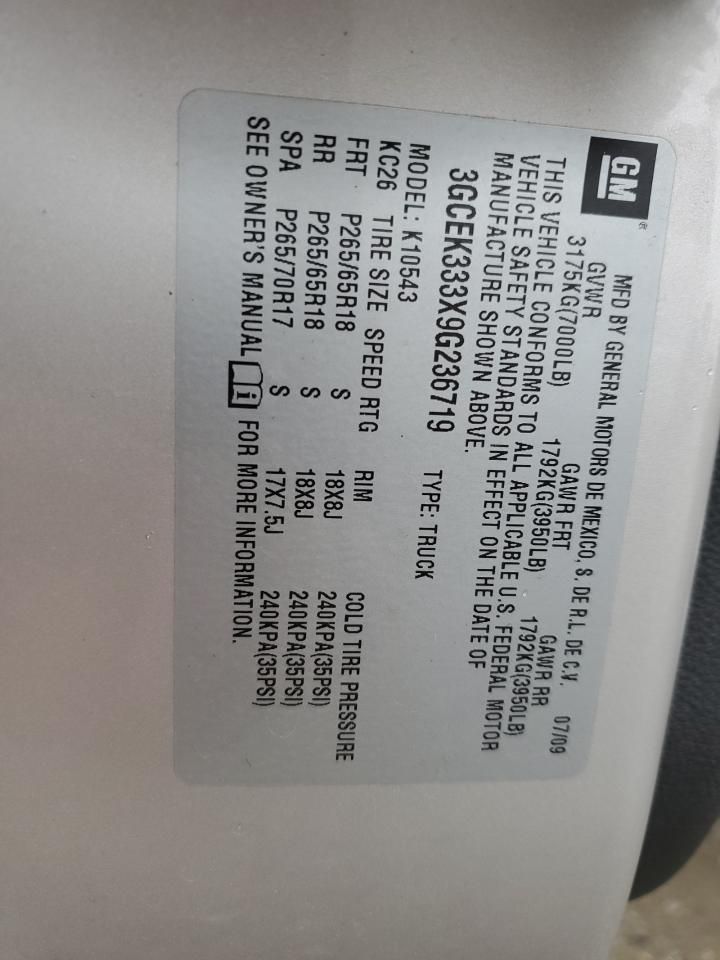 GM
MFD BY GENERAL MOTORS DE MEXICO, S. DE R.L. DE C.V. 07/09
GVWR GAWR FRT GAWR RR
3175KG(7000LB) 1792KG(3950LB) 1792KG(3950LB)
THIS VEHICLE CONFORMS TO ALL APPLICABLE U.S. FEDERAL MOTOR
VEHICLE SAFETY STANDARDS IN EFFECT ON THE DATE OF
MANUFACTURE SHOWN ABOVE.
3GCEK333X9G236719 TYPE: TRUCK
MODEL: K10543
KC26 TIRE SIZE SPEED RTG RIM COLD TIRE PRESSURE
FRT P265/65R18 S 18X8J 240KPA(35PSI)
RR P265/65R18 S 18X8J 240KPA(35PSI)
SPA P265/70R17 S 17X7.5J 240KPA(35PSI)
SEE OWNER'S MANUAL i FOR MORE INFORMATION.